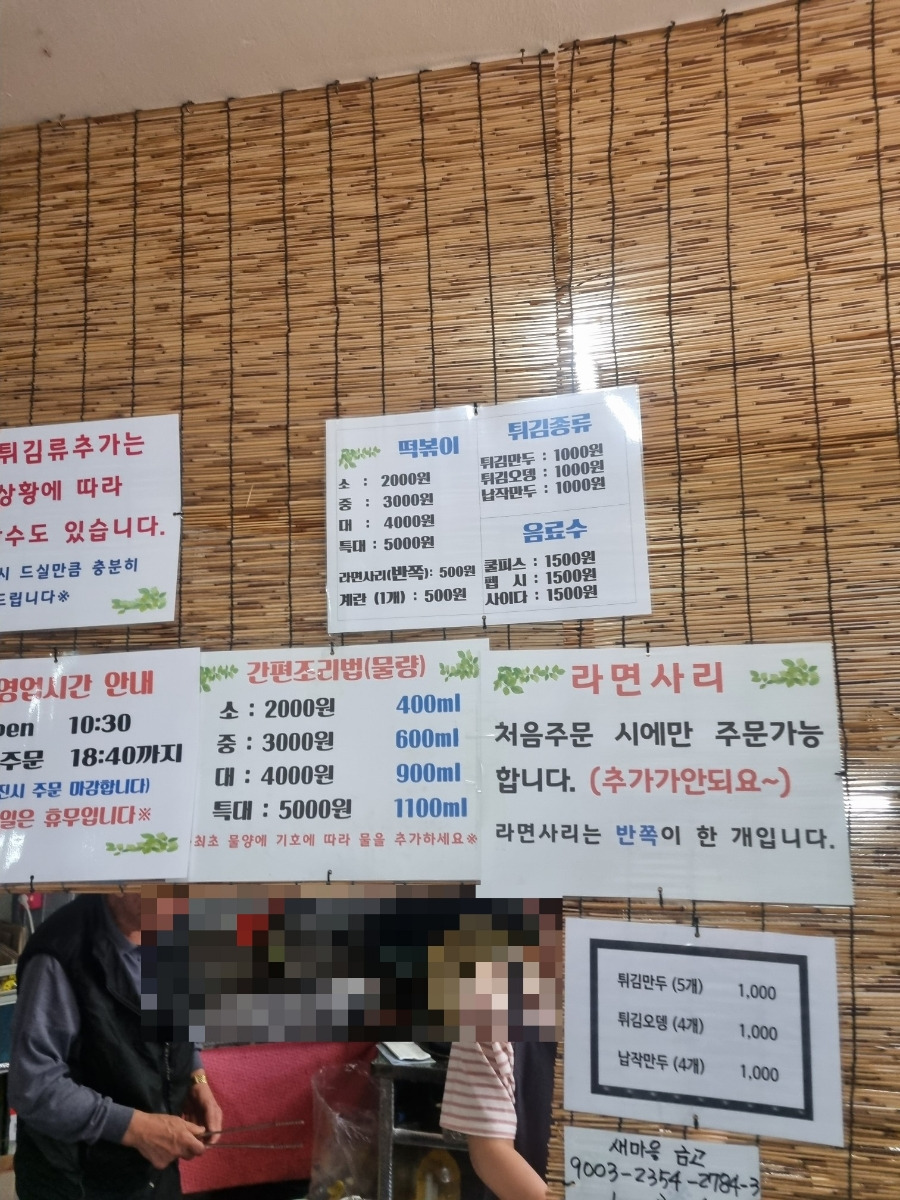 튀김류추가는
상황에 따라
수도 있습니다.
시 드실만큼 충분히
드립니다※
떡볶이
소 : 2000원
중 : 3000원
대 : 4000원
특대 : 5000원
라면사리(반쪽): 500원
계란 (1개) : 500원
튀김종류
튀김만두 : 1000원
튀김오뎅 : 1000원
납작만두 : 1000원
음료수
쿨피스 : 1500원
펩 시 : 1500원
사이다 : 1500원
영업시간 안내
pen 10:30
주문 18:40까지
진시 주문 마감합니다)
일은 휴무입니다※
간편조리법(물량)
소 : 2000원 400ml
중 : 3000원 600ml
대 : 4000원 900ml
특대 : 5000원 1100ml
최초 물양에 기호에 따라 물을 추가하세요※
라면사리
처음주문 시에만 주문가능
합니다. (추가가안되요~)
라면사리는 반쪽이 한 개입니다.
튀김만두 (5개) 1,000
튀김오뎅 (4개) 1,000
납작만두 (4개) 1,000
새마을 금고
9003-2354-2784-3